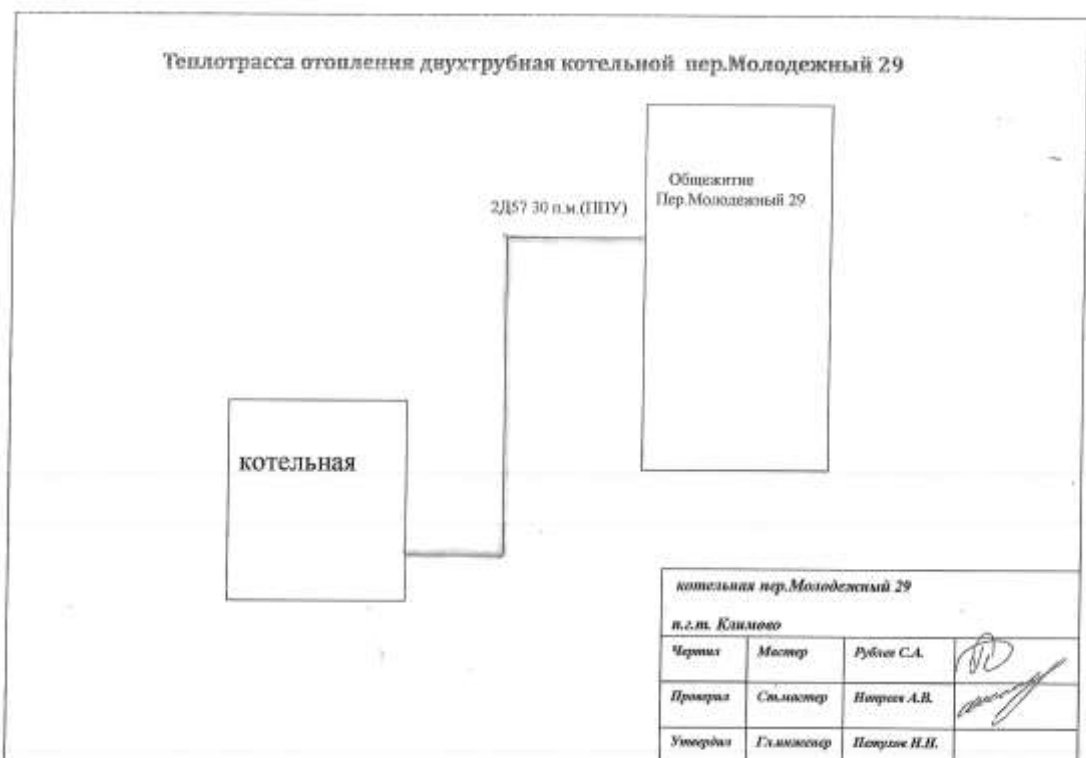 Теплотрасса отопления двухтрубная котельной пер.Молодежный 29
Общежитие
Пер.Молодежный 29
2Д57 30 п.м.(ППУ)
котельная
котельная пер.Молодежный 29
п.г.т. Климово
Чертил Мастер Рублев С.А.
Проверил Ст.мастер А.В.
Утвердил Гл.инженер Петухов Н.Н.